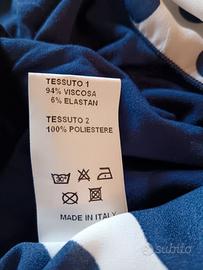 TESSUTO 1
94% VISCOSA
6% ELASTAN
TESSUTO 2
100% POLIESTERE
MADE IN ITALY
subito